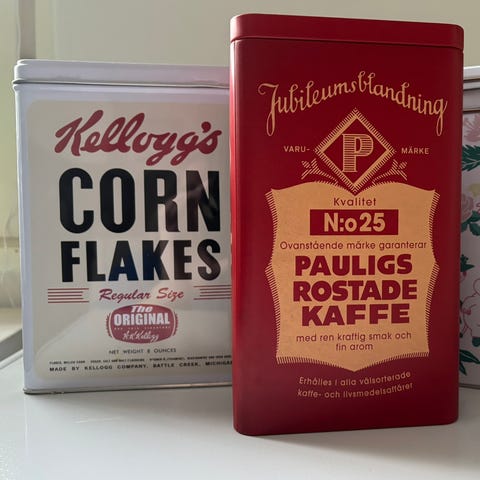 Kellogg's
CORN
FLAKES
Regular Size
The
ORIGINAL
W.K. Kellogg
NET WEIGHT 8 OUNCES
MADE BY KELLOGG COMPANY, BATTLE CREEK, MICHIGAN
Jubileumsblandning
VARU- MÄRKE
P
Kvalitet
N:o 25
Ovanstående märke garanterar
PAULIGS
ROSTADE
KAFFE
med ren kraftig smak och
fin arom
Erhålles i alla välsorterade
kaffe- och livsmedelsaffärer